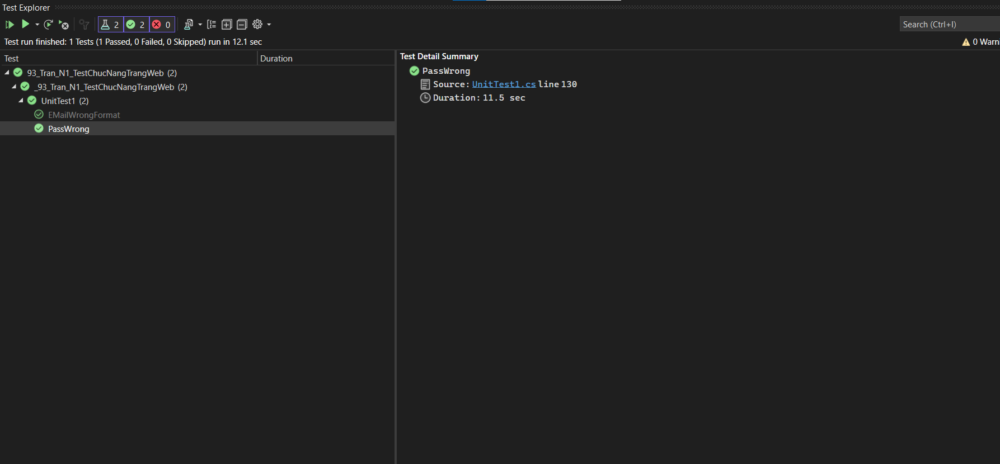 Test Explorer
2 2 0
Search (Ctrl+I)
Test run finished: 1 Tests (1 Passed, 0 Failed, 0 Skipped) run in 12.1 sec
0 Warni
Test Duration
93_Tran_N1_TestChucNangTrangWeb (2)
_93_Tran_N1_TestChucNangTrangWeb (2)
UnitTest1 (2)
EMailWrongFormat
PassWrong
Test Detail Summary
PassWrong
Source: UnitTest1.cs line 130
Duration: 11.5 sec